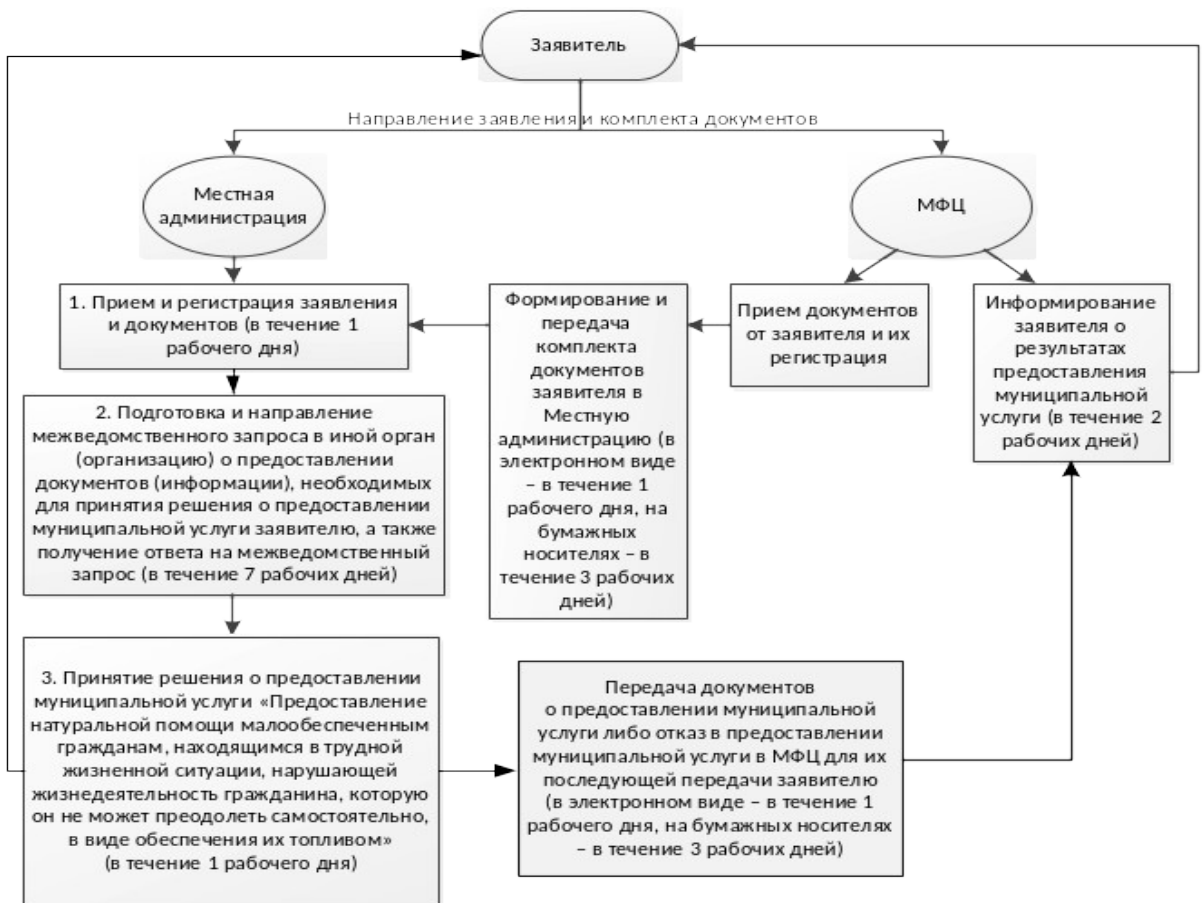 Заявитель
Направление заявления и комплекта документов
Местная
администрация
МФЦ
1. Прием и регистрация заявления
и документов (в течение 1
рабочего дня)
Формирование и
передача
комплекта
документов
заявителя в
Местную
администрацию (в
электронном виде
– в течение 1
рабочего дня, на
бумажных
носителях – в
течение 3 рабочих
дней)
Прием документов
от заявителя и их
регистрация
Информирование
заявителя о
результатах
предоставления
муниципальной
услуги (в течение 2
рабочих дней)
2. Подготовка и направление
межведомственного запроса в иной орган
(организацию) о предоставлении
документов (информации), необходимых
для принятия решения о предоставлении
муниципальной услуги заявителю, а также
получение ответа на межведомственный
запрос (в течение 7 рабочих дней)
3. Принятие решения о предоставлении
муниципальной услуги «Предоставление
натуральной помощи малообеспеченным
гражданам, находящимся в трудной
жизненной ситуации, нарушающей
жизнедеятельность гражданина, которую
он не может преодолеть самостоятельно,
в виде обеспечения их топливом»
(в течение 1 рабочего дня)
Передача документов
о предоставлении муниципальной
услуги либо отказ в предоставлении
муниципальной услуги в МФЦ для их
последующей передачи заявителю
(в электронном виде – в течение 1
рабочего дня, на бумажных носителях
– в течение 3 рабочих дней)